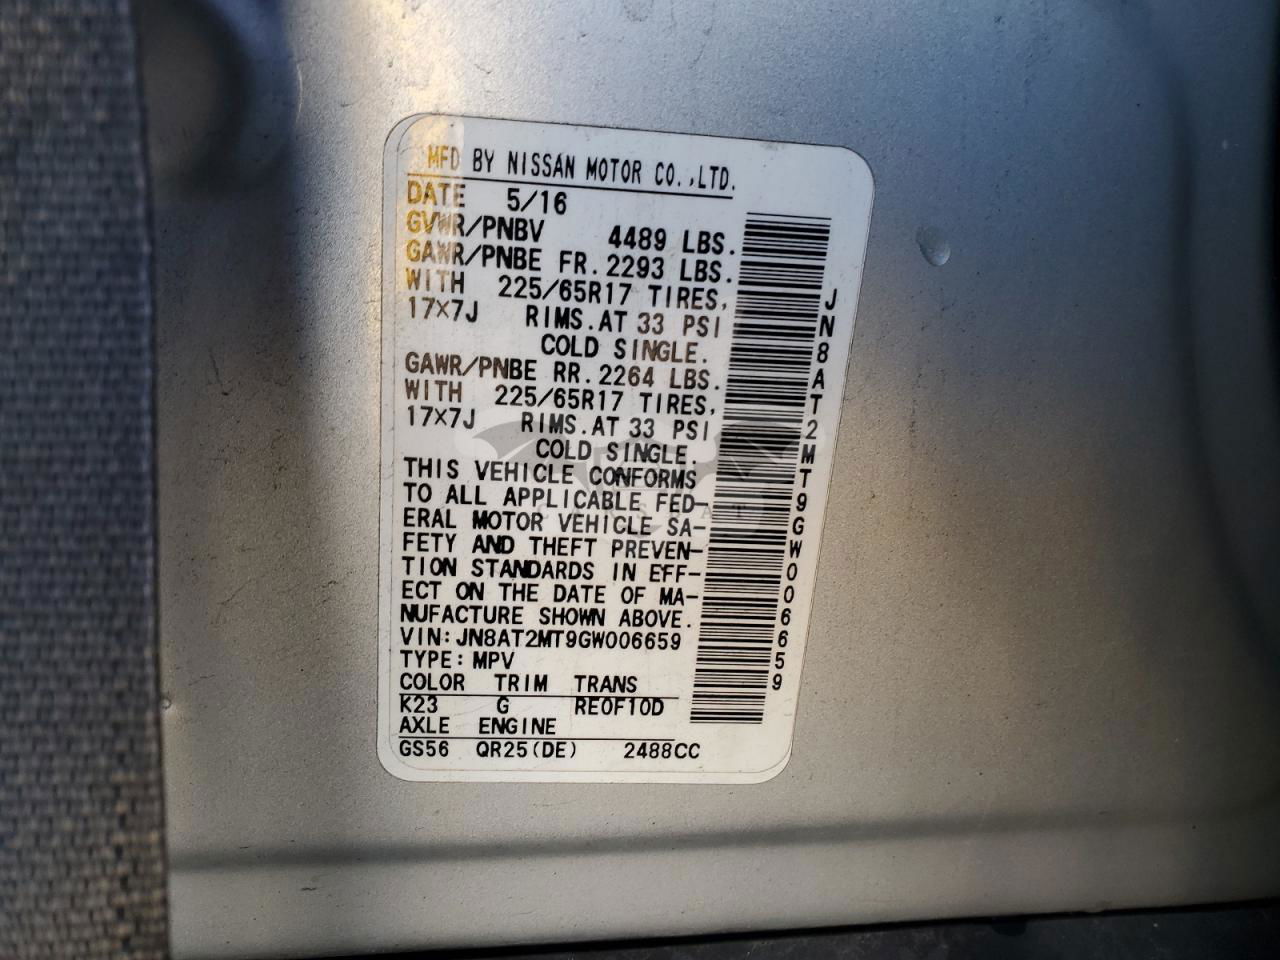 MFD BY NISSAN MOTOR CO.,LTD.
DATE 5/16
GVWR/PNBV 4489 LBS.
GAWR/PNBE FR. 2293 LBS.
WITH 225/65R17 TIRES,
17×7J RIMS. AT 33 PSI
COLD SINGLE.
GAWR/PNBE RR. 2264 LBS.
WITH 225/65R17 TIRES,
17×7J RIMS. AT 33 PSI
COLD SINGLE.
THIS VEHICLE CONFORMS
TO ALL APPLICABLE FED-
ERAL MOTOR VEHICLE SA-
FETY AND THEFT PREVEN-
TION STANDARDS IN EFF-
ECT ON THE DATE OF MA-
NUFACTURE SHOWN ABOVE.
VIN: JN8AT2MT9GW006659
TYPE: MPV
COLOR TRIM TRANS
K23 G RE0F10D
AXLE ENGINE
GS56 QR25(DE) 2488CC
JN8AT2MT9GW006659